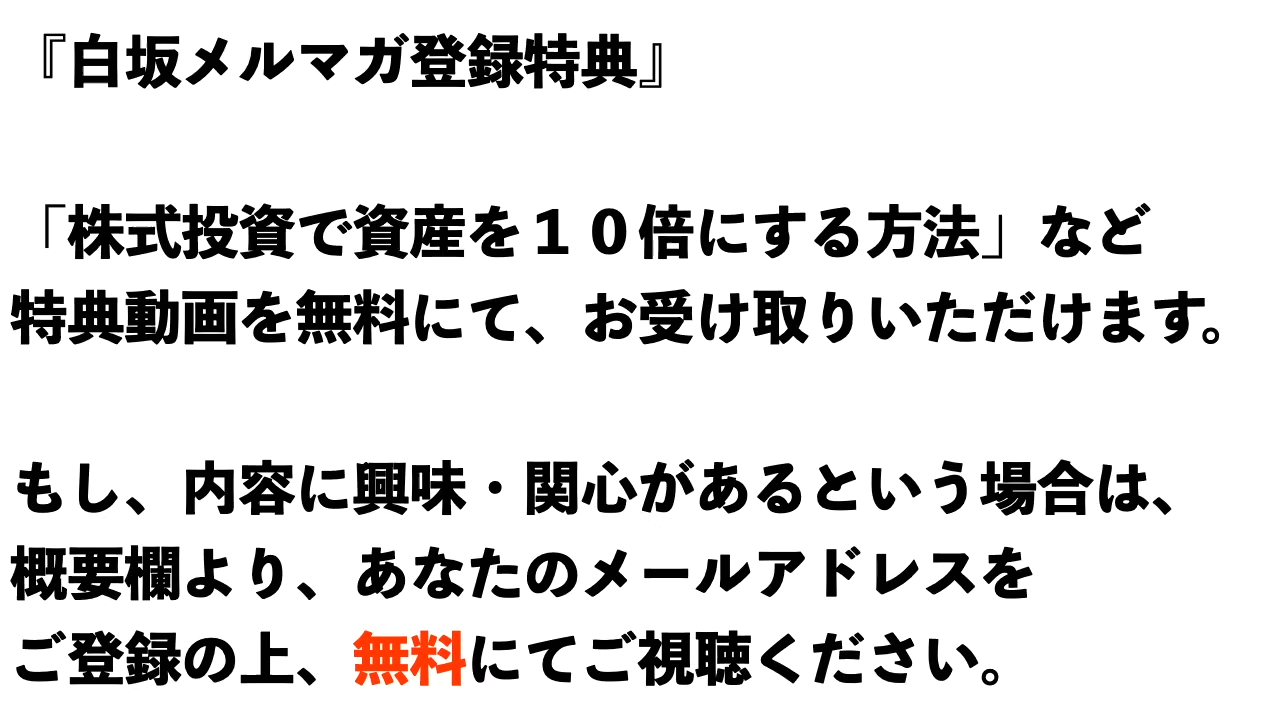 『白坂メルマガ登録特典』
「株式投資で資産を１０倍にする方法」など
特典動画を無料にて、お受け取りいただけます。
もし、内容に興味・関心があるという場合は、
概要欄より、あなたのメールアドレスを
ご登録の上、無料にてご視聴ください。